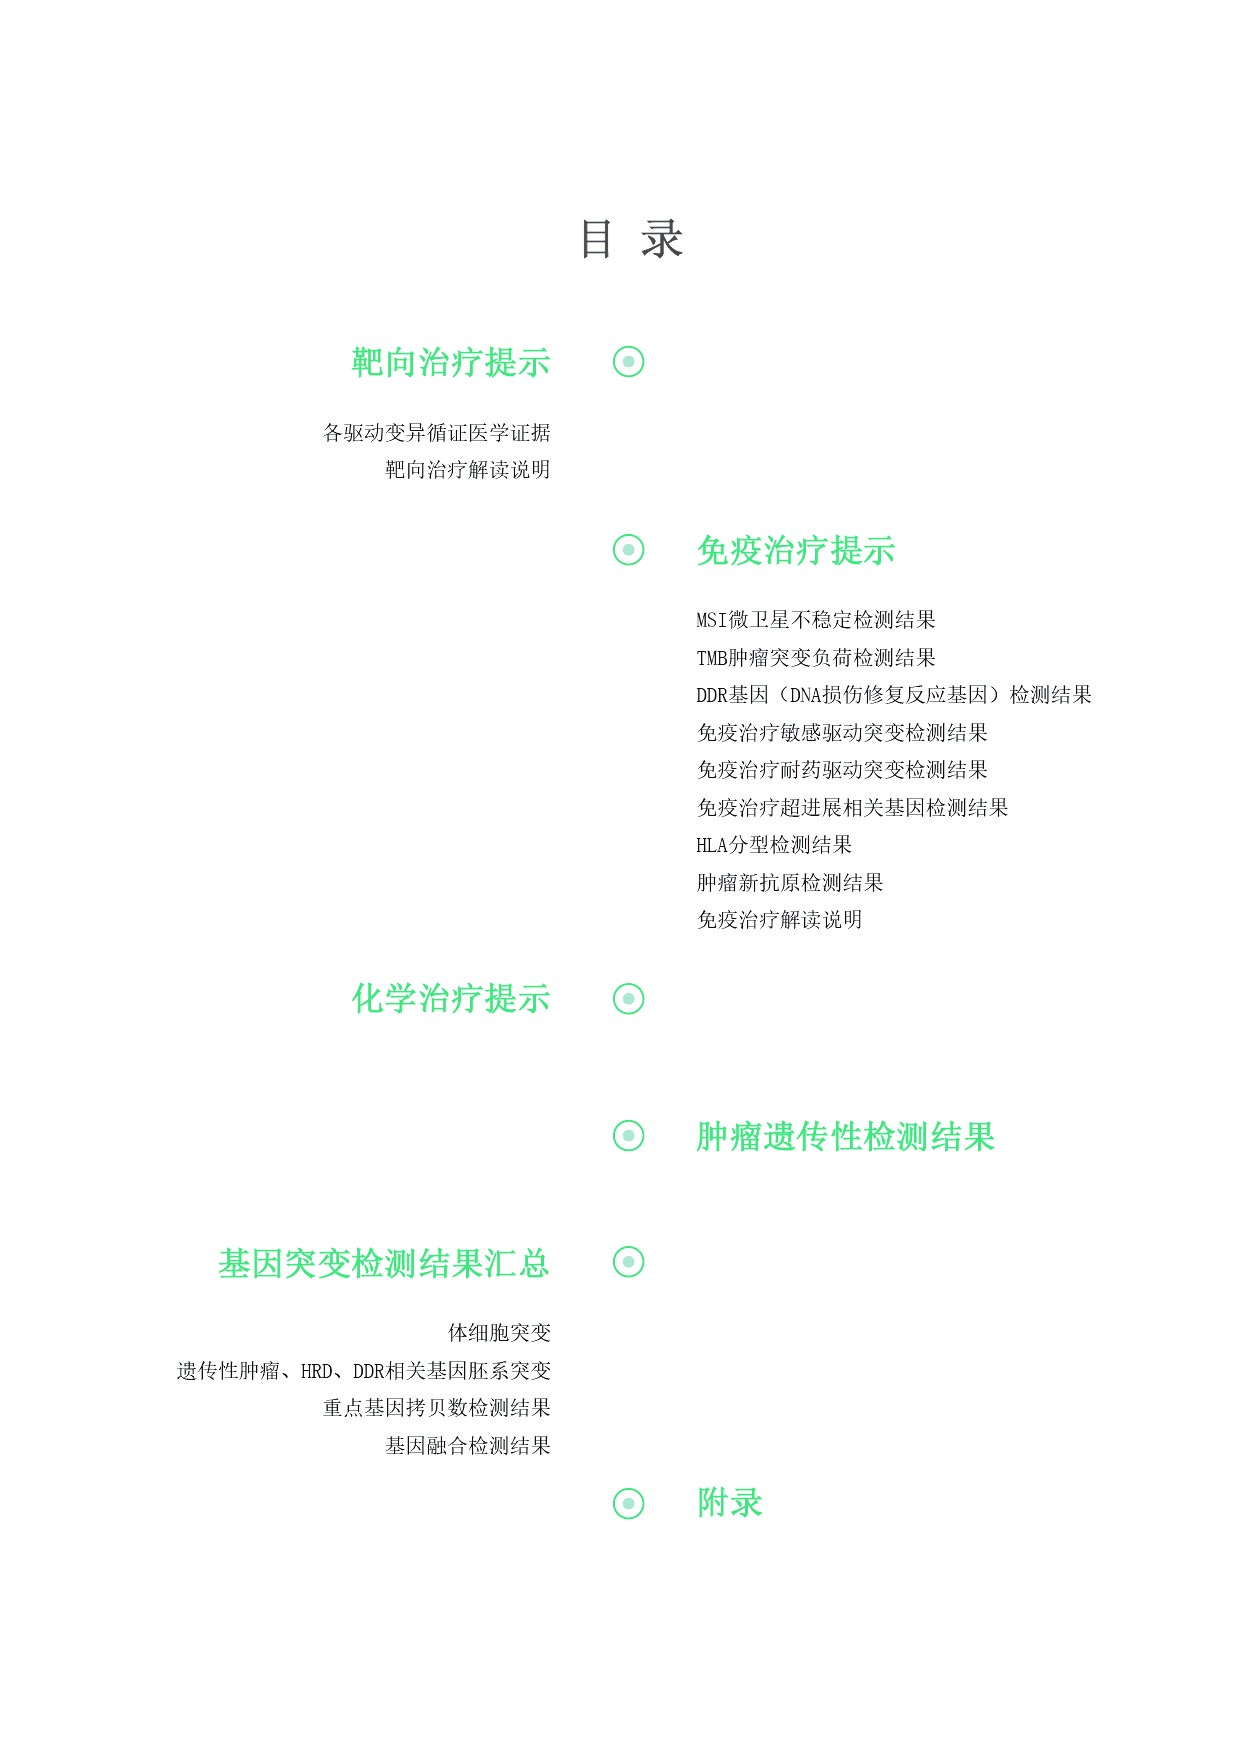 目 录
靶向治疗提示
各驱动变异循证医学证据
靶向治疗解读说明
免疫治疗提示
MSI微卫星不稳定检测结果
TMB肿瘤突变负荷检测结果
DDR基因（DNA损伤修复反应基因）检测结果
免疫治疗敏感驱动突变检测结果
免疫治疗耐药驱动突变检测结果
免疫治疗超进展相关基因检测结果
HLA分型检测结果
肿瘤新抗原检测结果
免疫治疗解读说明
化学治疗提示
肿瘤遗传性检测结果
基因突变检测结果汇总
体细胞突变
遗传性肿瘤、HRD、DDR相关基因胚系突变
重点基因拷贝数检测结果
基因融合检测结果
附录